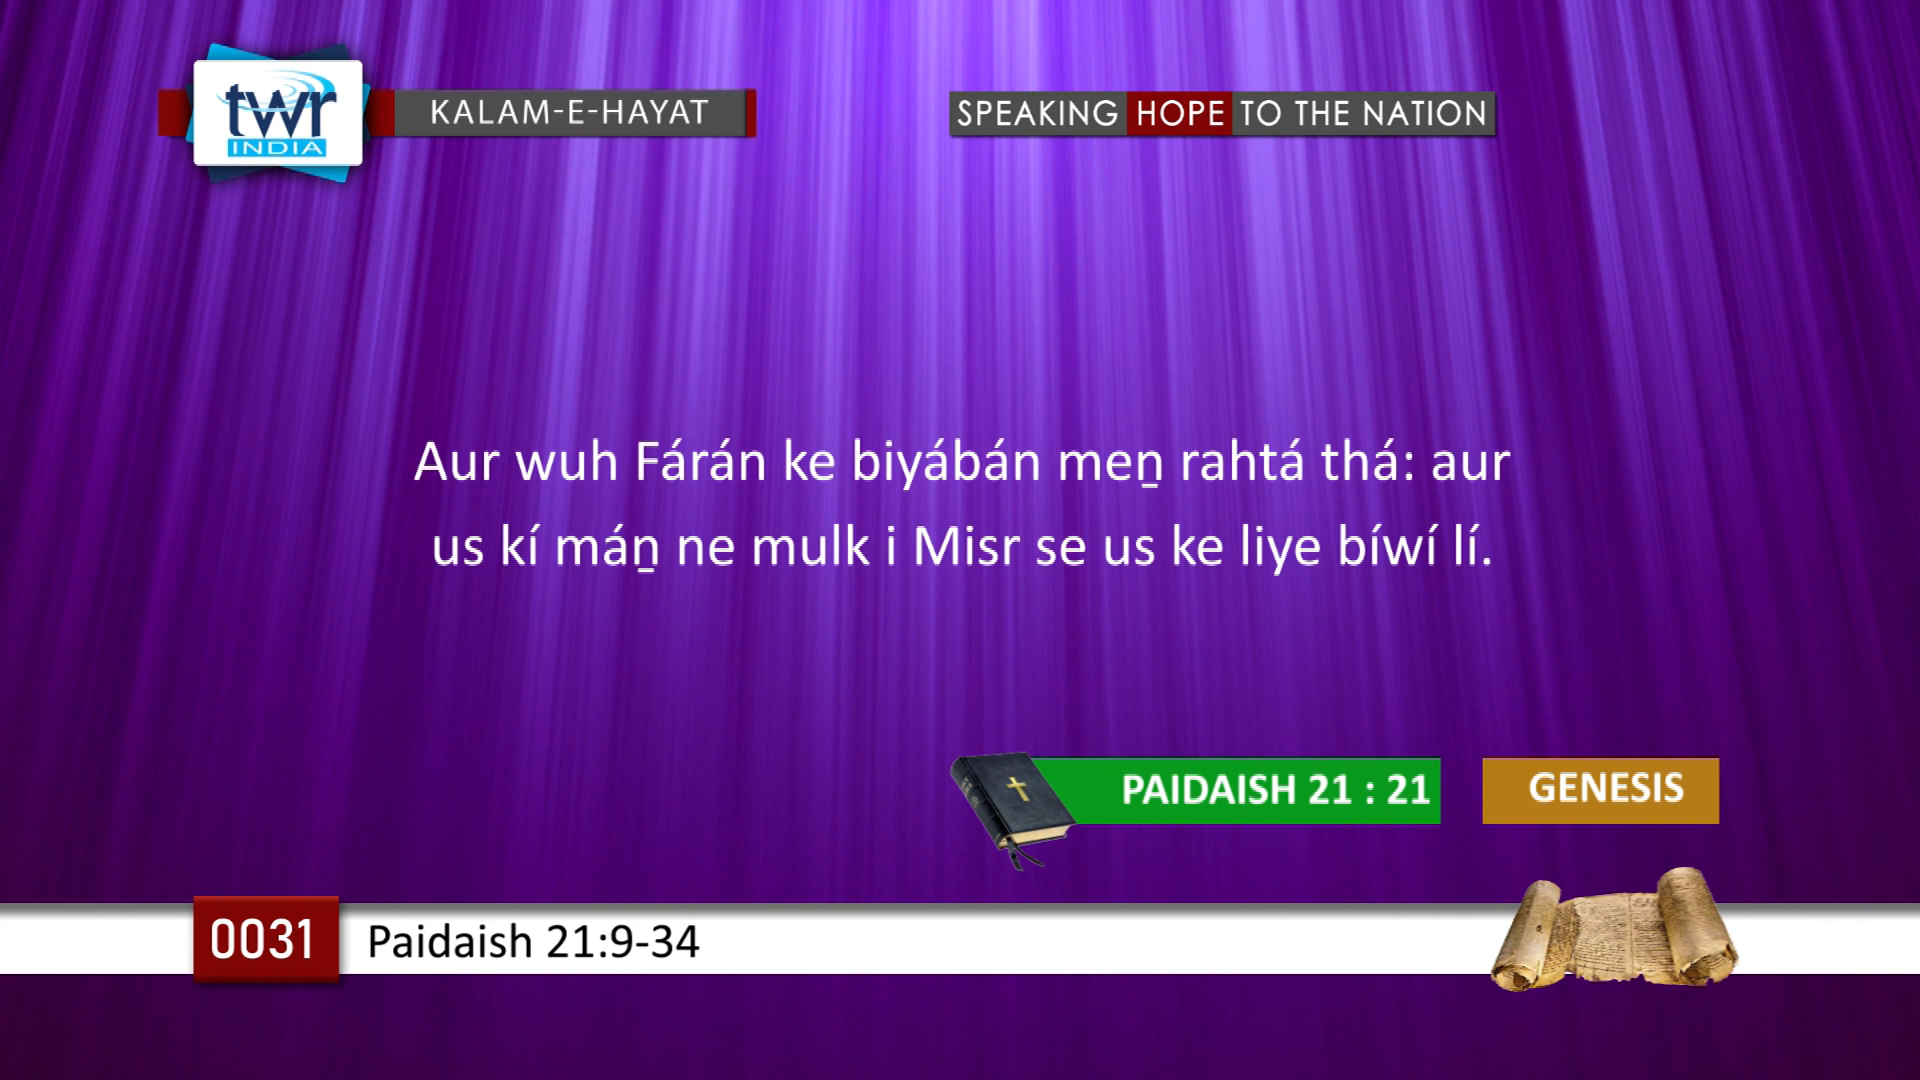 twr
INDIA
KALAM-E-HAYAT
SPEAKING HOPE TO THE NATION
Aur wuh Fárán ke biyábán meṉ rahtá thá: aur
us kí máṉ ne mulk i Misr se us ke liye bíwí lí.
PAIDAISH 21 : 21
GENESIS
0031
Paidaish 21:9-34